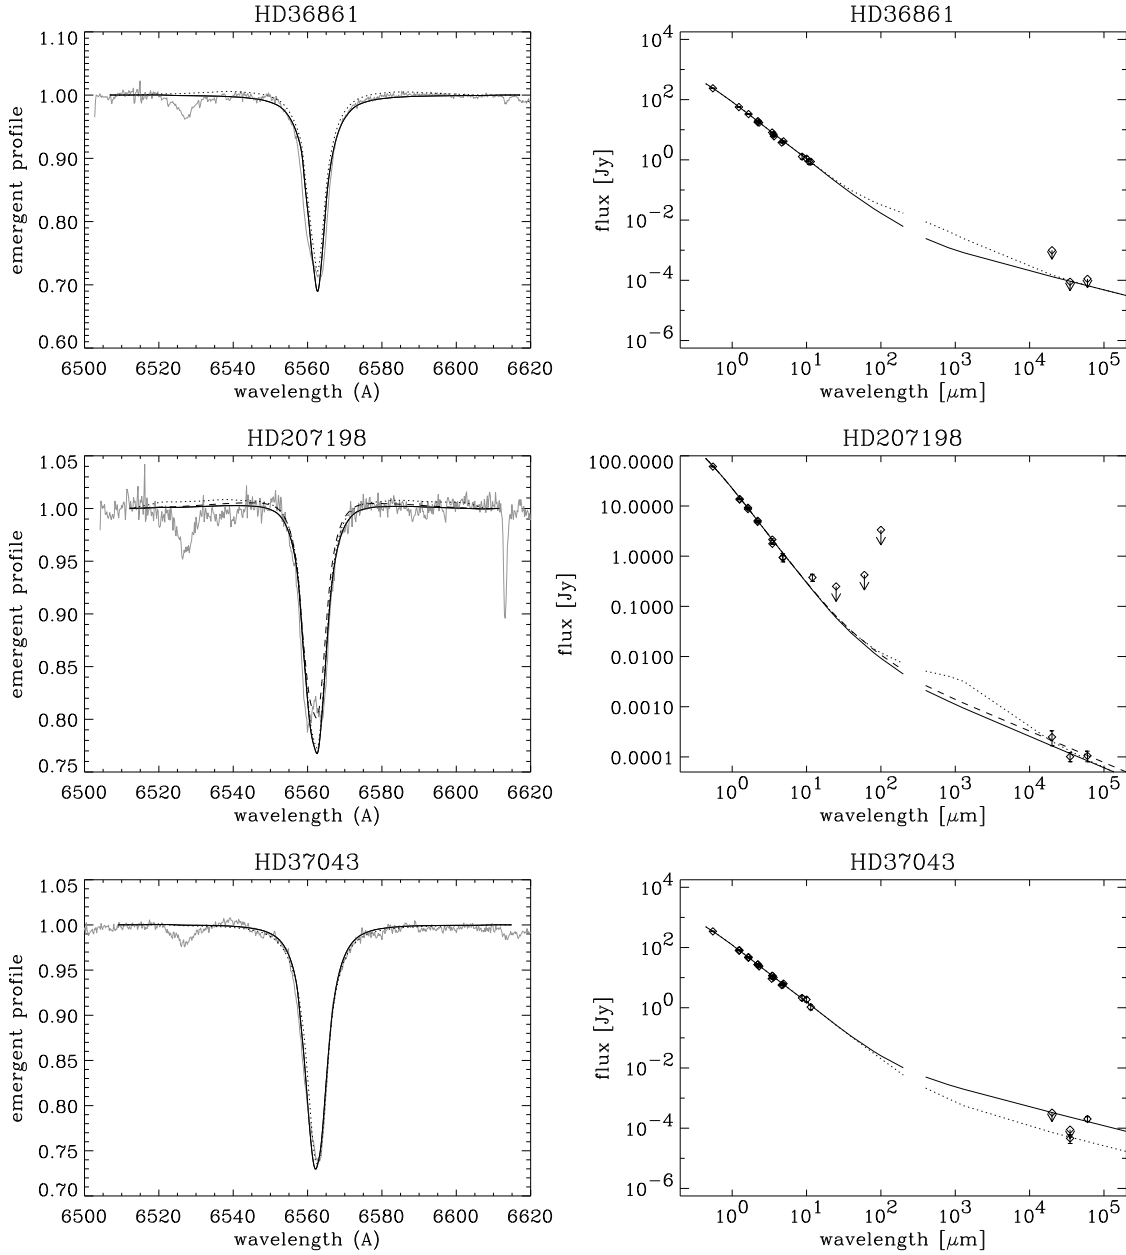 HD36861
1.10
1.00
0.90
0.80
0.70
0.60
emergent profile
6500 6520 6540 6560 6580 6600 6620
wavelength (A)
HD36861
10^4
10^2
10^0
10^-2
10^-4
10^-6
flux [Jy]
10^0 10^1 10^2 10^3 10^4 10^5
wavelength [μm]
HD207198
1.05
1.00
0.95
0.90
0.85
0.80
0.75
emergent profile
6500 6520 6540 6560 6580 6600 6620
wavelength (A)
HD207198
100.0000
10.0000
1.0000
0.1000
0.0100
0.0010
0.0001
flux [Jy]
10^0 10^1 10^2 10^3 10^4 10^5
wavelength [μm]
HD37043
1.05
1.00
0.95
0.90
0.85
0.80
0.75
0.70
emergent profile
6500 6520 6540 6560 6580 6600 6620
wavelength (A)
HD37043
10^4
10^2
10^0
10^-2
10^-4
10^-6
flux [Jy]
10^0 10^1 10^2 10^3 10^4 10^5
wavelength [μm]